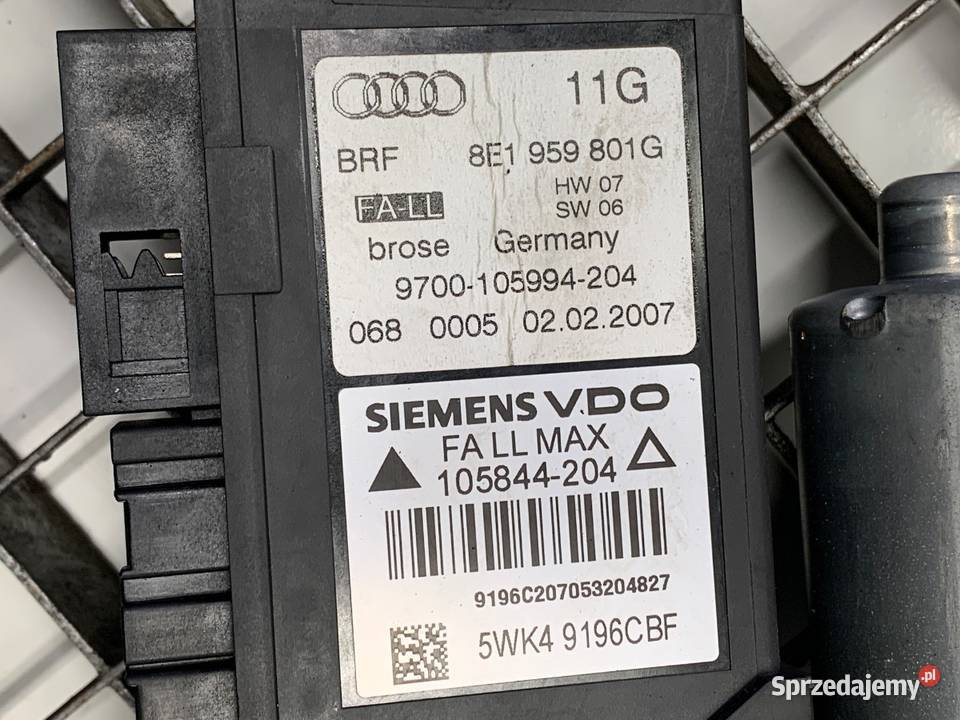 11G
BRF 8E1 959 801G
HW 07
FA-LL SW 06
brose Germany
9700-105994-204
068 0005 02.02.2007
SIEMENS VDO
FA LL MAX
105844-204
9196C207053204827
5WK4 9196CBF
Sprzedajemy.pl